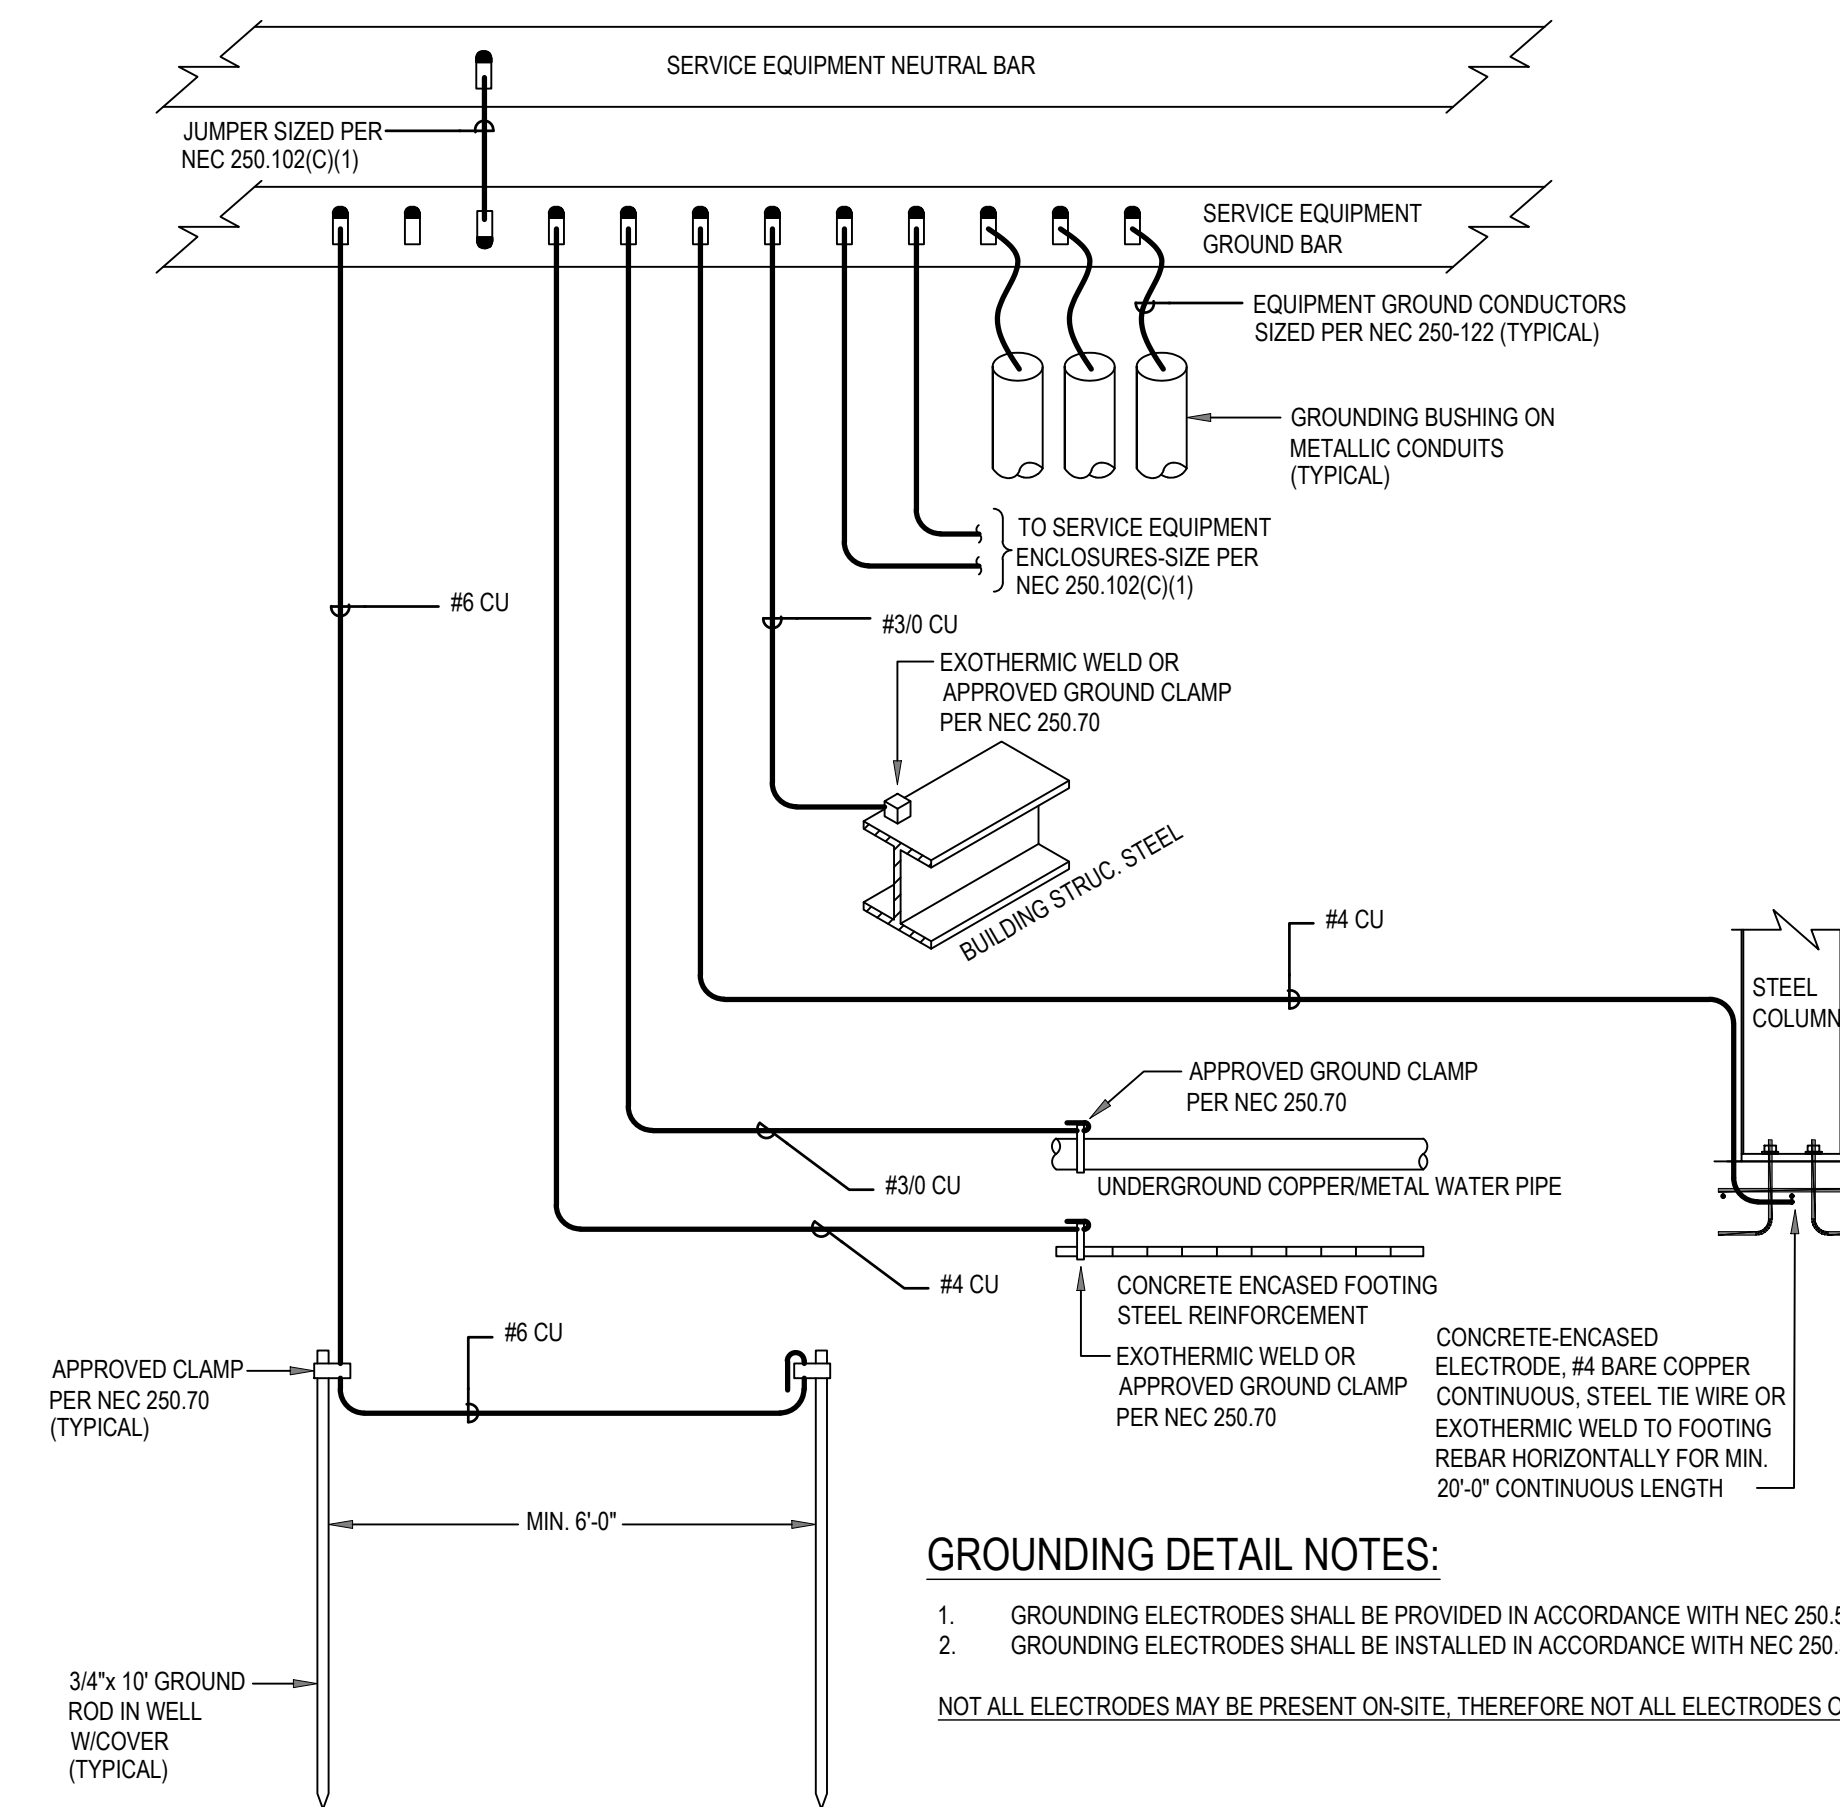 SERVICE EQUIPMENT NEUTRAL BAR
JUMPER SIZED PER
NEC 250.102(C)(1)
SERVICE EQUIPMENT
GROUND BAR
EQUIPMENT GROUND CONDUCTORS
SIZED PER NEC 250-122 (TYPICAL)
GROUNDING BUSHING ON
METALLIC CONDUITS
(TYPICAL)
TO SERVICE EQUIPMENT
ENCLOSURES-SIZE PER
NEC 250.102(C)(1)
#6 CU
#3/0 CU
EXOTHERMIC WELD OR
APPROVED GROUND CLAMP
PER NEC 250.70
BUILDING STRUC. STEEL
#4 CU
STEEL
COLUMN
APPROVED GROUND CLAMP
PER NEC 250.70
#3/0 CU
UNDERGROUND COPPER/METAL WATER PIPE
#4 CU
CONCRETE ENCASED FOOTING
STEEL REINFORCEMENT
EXOTHERMIC WELD OR
APPROVED GROUND CLAMP
PER NEC 250.70
CONCRETE-ENCASED
ELECTRODE, #4 BARE COPPER
CONTINUOUS, STEEL TIE WIRE OR
EXOTHERMIC WELD TO FOOTING
REBAR HORIZONTALLY FOR MIN.
20'-0" CONTINUOUS LENGTH
#6 CU
APPROVED CLAMP
PER NEC 250.70
(TYPICAL)
MIN. 6'-0"
3/4"x 10' GROUND
ROD IN WELL
W/COVER
(TYPICAL)
GROUNDING DETAIL NOTES:
1. GROUNDING ELECTRODES SHALL BE PROVIDED IN ACCORDANCE WITH NEC
2. GROUNDING ELECTRODES SHALL BE INSTALLED IN ACCORDANCE WITH NEC
NOT ALL ELECTRODES MAY BE PRESENT ON-SITE, THEREFORE NOT ALL ELECTRODES